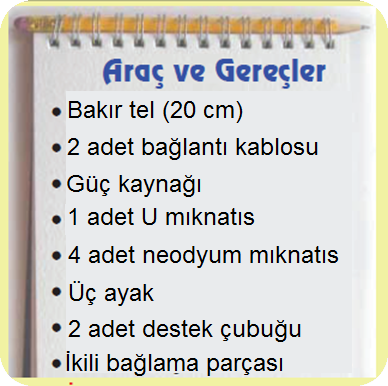 Araç ve Gereçler
• Bakır tel (20 cm)
• 2 adet bağlantı kablosu
• Güç kaynağı
• 1 adet U mıknatıs
• 4 adet neodyum mıknatıs
• Üç ayak
• 2 adet destek çubuğu
• İkili bağlama parçası